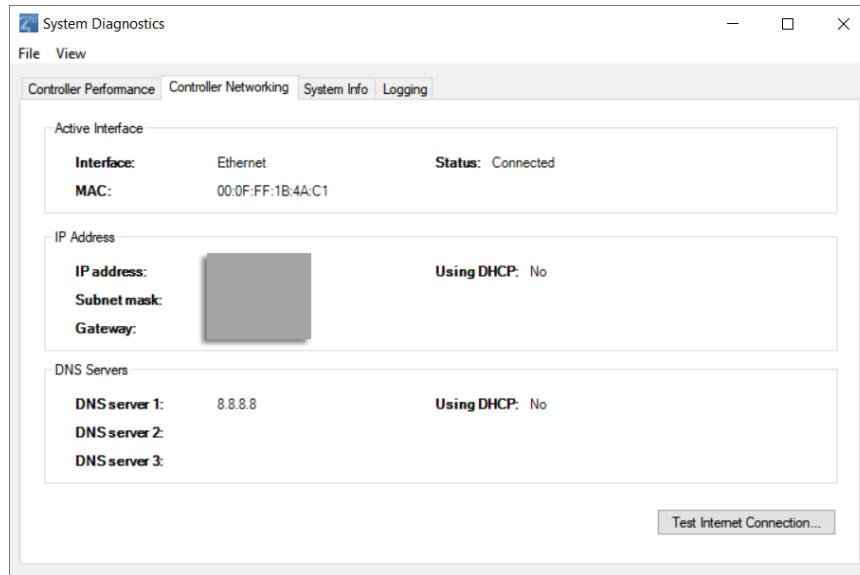 System Diagnostics
File View
Controller Performance Controller Networking System Info Logging
Active Interface
Interface: Ethernet Status: Connected
MAC: 00:0F:FF:1B:4A:C1
IP Address
IP address: Using DHCP: No
Subnet mask:
Gateway:
DNS Servers
DNS server 1: 8.8.8.8 Using DHCP: No
DNS server 2:
DNS server 3:
Test Internet Connection...